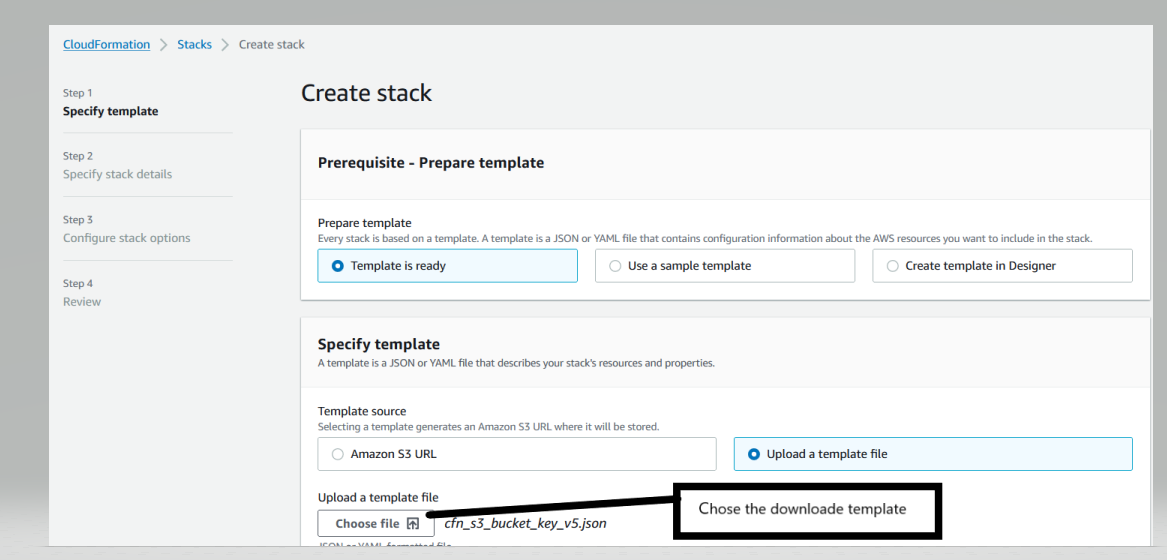 CloudFormation > Stacks > Create stack
Step 1
Specify template
Step 2
Specify stack details
Step 3
Configure stack options
Step 4
Review
Create stack
Prerequisite - Prepare template
Prepare template
Every stack is based on a template. A template is a JSON or YAML file that contains configuration information about the AWS resources you want to include in the stack.
Template is ready
Use a sample template
Create template in Designer
Specify template
A template is a JSON or YAML file that describes your stack's resources and properties.
Template source
Selecting a template generates an Amazon S3 URL where it will be stored.
Amazon S3 URL
Upload a template file
Upload a template file
Choose file
cfn_s3_bucket_key_v5.json
Chose the downloade template
JSON or YAML formatted file